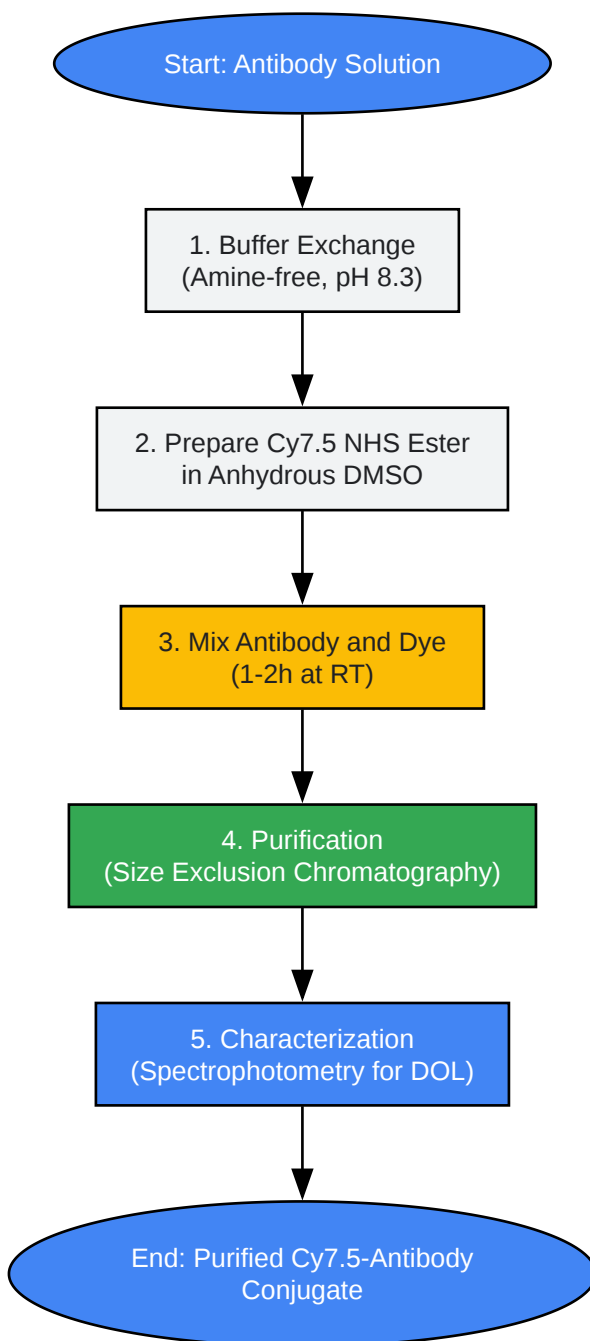 Start: Antibody Solution
1. Buffer Exchange
(Amine-free, pH 8.3)
2. Prepare Cy7.5 NHS Ester
in Anhydrous DMSO
3. Mix Antibody and Dye
(1-2h at RT)
4. Purification
(Size Exclusion Chromatography)
5. Characterization
(Spectrophotometry for DOL)
End: Purified Cy7.5-Antibody
Conjugate